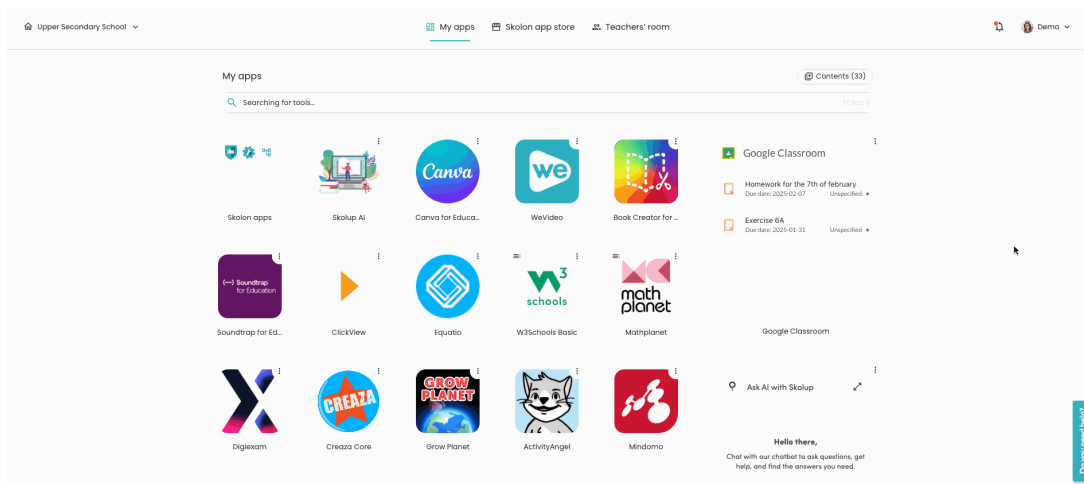 Upper Secondary School
My apps
Skolon app store
Teachers' room
Demo
My apps
Contents (33)
Searching for tools...
Google Classroom
Homework for the 7th of february
Due date: 2025-02-07 Unspecified
Exercise 6A
Due date: 2025-01-31 Unspecified
Canva
we
Skolon apps
Skolup AI
Canva for Educa...
WeVideo
Book Creator for ...
Soundtrap
for Education
W3
schools
math
planet
Soundtrap for Ed...
ClickView
Equatio
W3Schools Basic
Mathplanet
Google Classroom
CREAZA
GROW
PLANET
Ask AI with Skolup
Digiexam
Creaza Core
Grow Planet
ActivityAngel
Mindomo
Hello there,
Chat with our chatbot to ask questions, get
help, and find the answers you need.
Do you need help?